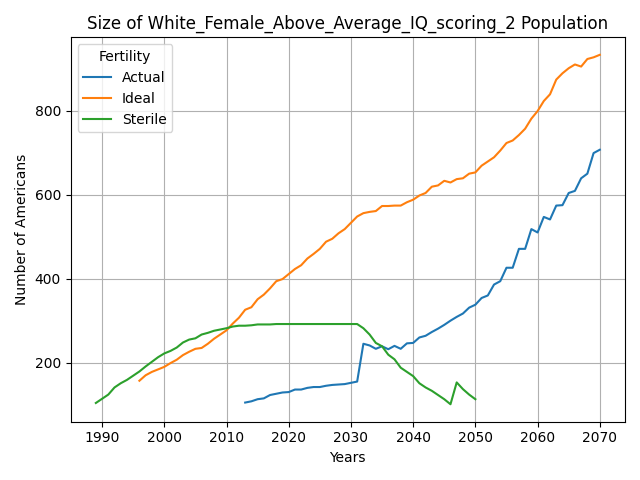 Size of White_Female_Above_Average_IQ_scoring_2 Population
Fertility
Actual
Ideal
Sterile
Number of Americans
800
600
400
200
1990 2000 2010 2020 2030 2040 2050 2060 2070
Years